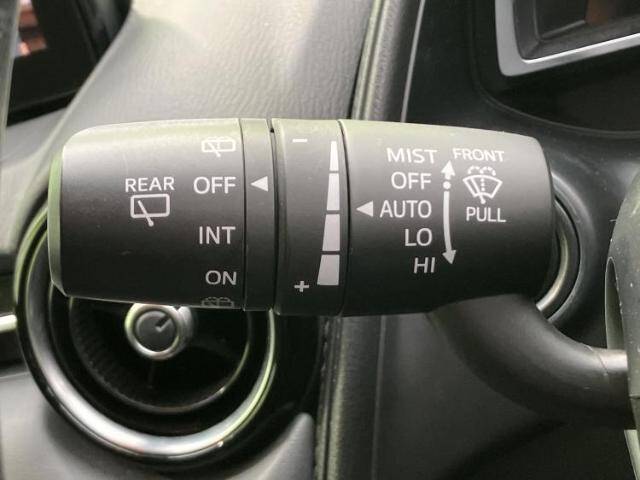 REAR
OFF
INT
ON
−
+
MIST
OFF
AUTO
LO
HI
FRONT
PULL